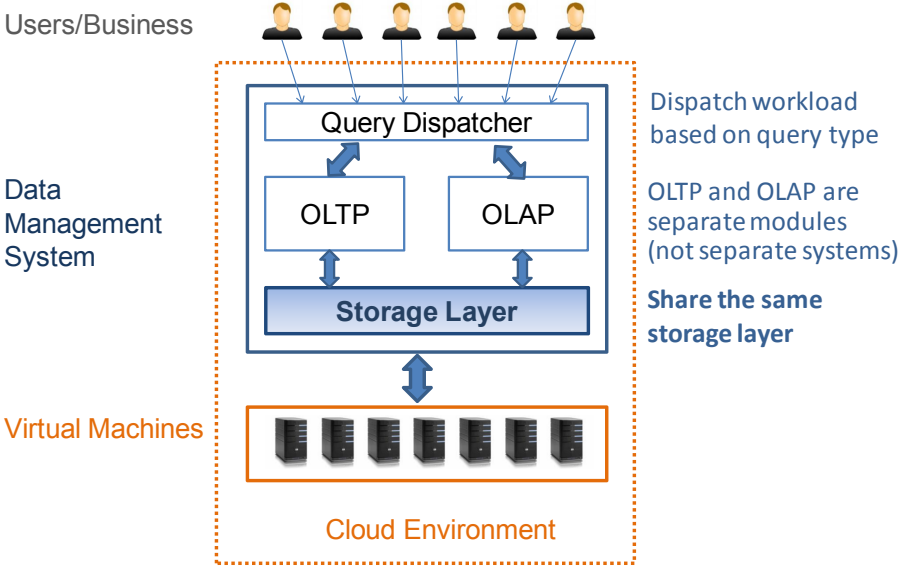 Users/Business
Query Dispatcher
Dispatch workload
based on query type
Data
Management
System
OLTP
OLAP
OLTP and OLAP are
separate modules
(not separate systems)
Storage Layer
Share the same
storage layer
Virtual Machines
Cloud Environment